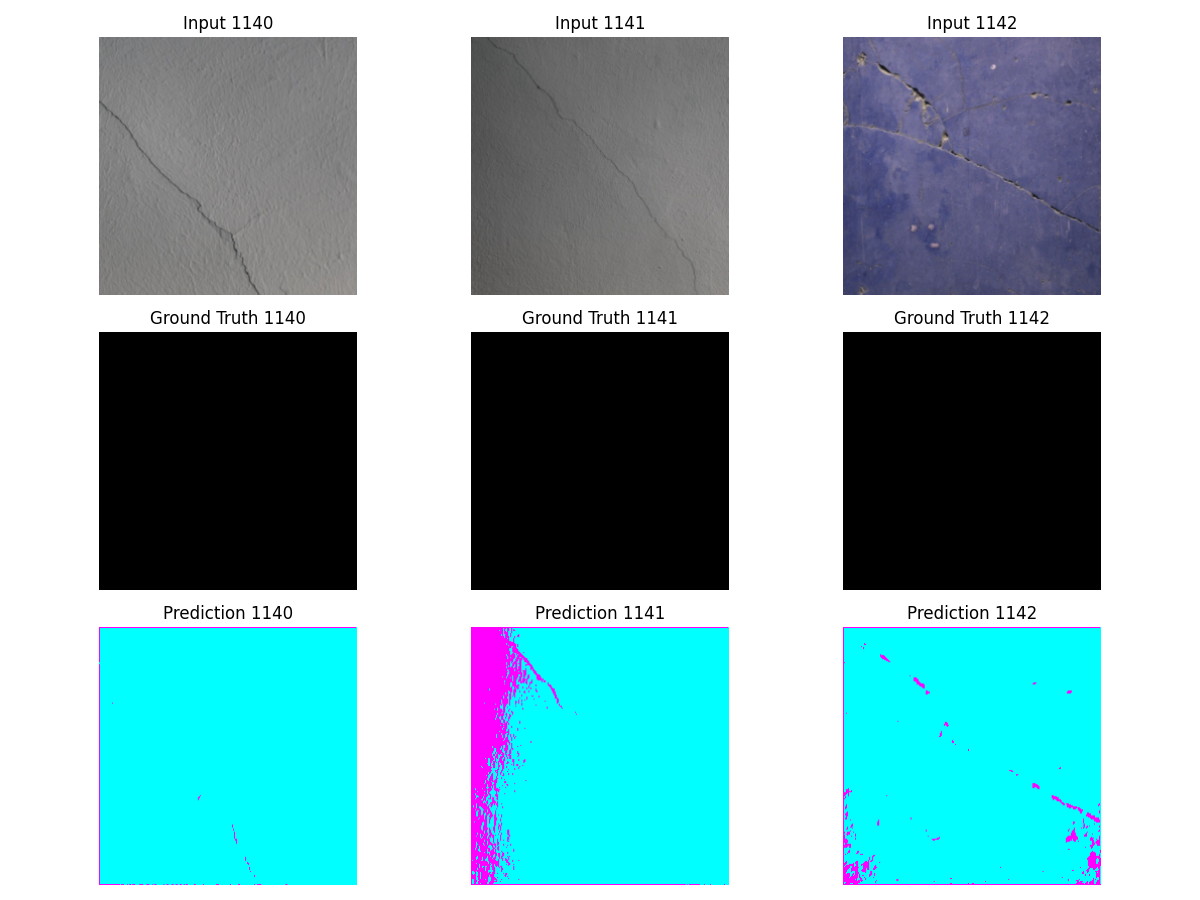 Input 1140
Input 1141
Input 1142
Ground Truth 1140
Ground Truth 1141
Ground Truth 1142
Prediction 1140
Prediction 1141
Prediction 1142